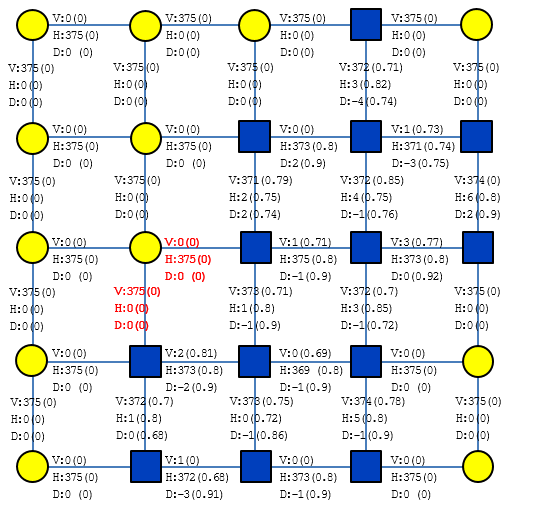 V:0(0)
H:375(0)
D:0 (0)
V:375(0)
H:0(0)
D:0(0)
V:375(0)
H:0(0)
D:0(0)
V:375(0)
H:0(0)
D:0(0)
V:375(0)
H:0(0)
D:0(0)
V:372(0.71)
H:3(0.82)
D:-4(0.74)
V:375(0)
H:0(0)
D:0(0)
V:375(0)
H:0(0)
D:0(0)
V:375(0)
H:0(0)
D:0(0)
V:0(0)
H:375(0)
D:0 (0)
V:0(0)
H:375(0)
D:0 (0)
V:0(0)
H:373(0.8)
D:2(0.9)
V:1(0.73)
H:371(0.74)
D:-3(0.75)
V:375(0)
H:0(0)
D:0(0)
V:375(0)
H:0(0)
D:0(0)
V:371(0.79)
H:2(0.75)
D:2(0.74)
V:372(0.85)
H:4(0.75)
D:-1(0.76)
V:374(0)
H:6(0.8)
D:2(0.9)
V:0(0)
H:375(0)
D:0 (0)
V:0(0)
H:375(0)
D:0 (0)
V:1(0.71)
H:375(0.8)
D:-1(0.9)
V:3(0.77)
H:373(0.8)
D:0(0.92)
V:375(0)
H:0(0)
D:0(0)
V:375(0)
H:0(0)
D:0(0)
V:373(0.71)
H:1(0.8)
D:-1(0.9)
V:372(0.7)
H:3(0.85)
D:-1(0.72)
V:375(0)
H:0(0)
D:0(0)
V:0(0)
H:375(0)
D:0 (0)
V:2(0.81)
H:373(0.8)
D:-2(0.9)
V:0(0.69)
H:369 (0.8)
D:-1(0.9)
V:0(0)
H:375(0)
D:0 (0)
V:375(0)
H:0(0)
D:0(0)
V:372(0.7)
H:1(0.8)
D:0(0.68)
V:373(0.75)
H:0(0.72)
D:-1(0.86)
V:374(0.78)
H:5(0.8)
D:-1(0.9)
V:375(0)
H:0(0)
D:0(0)
V:0(0)
H:375(0)
D:0 (0)
V:1(0)
H:372(0.68)
D:-3(0.91)
V:0(0)
H:373(0.8)
D:-1(0.9)
V:0(0)
H:375(0)
D:0 (0)